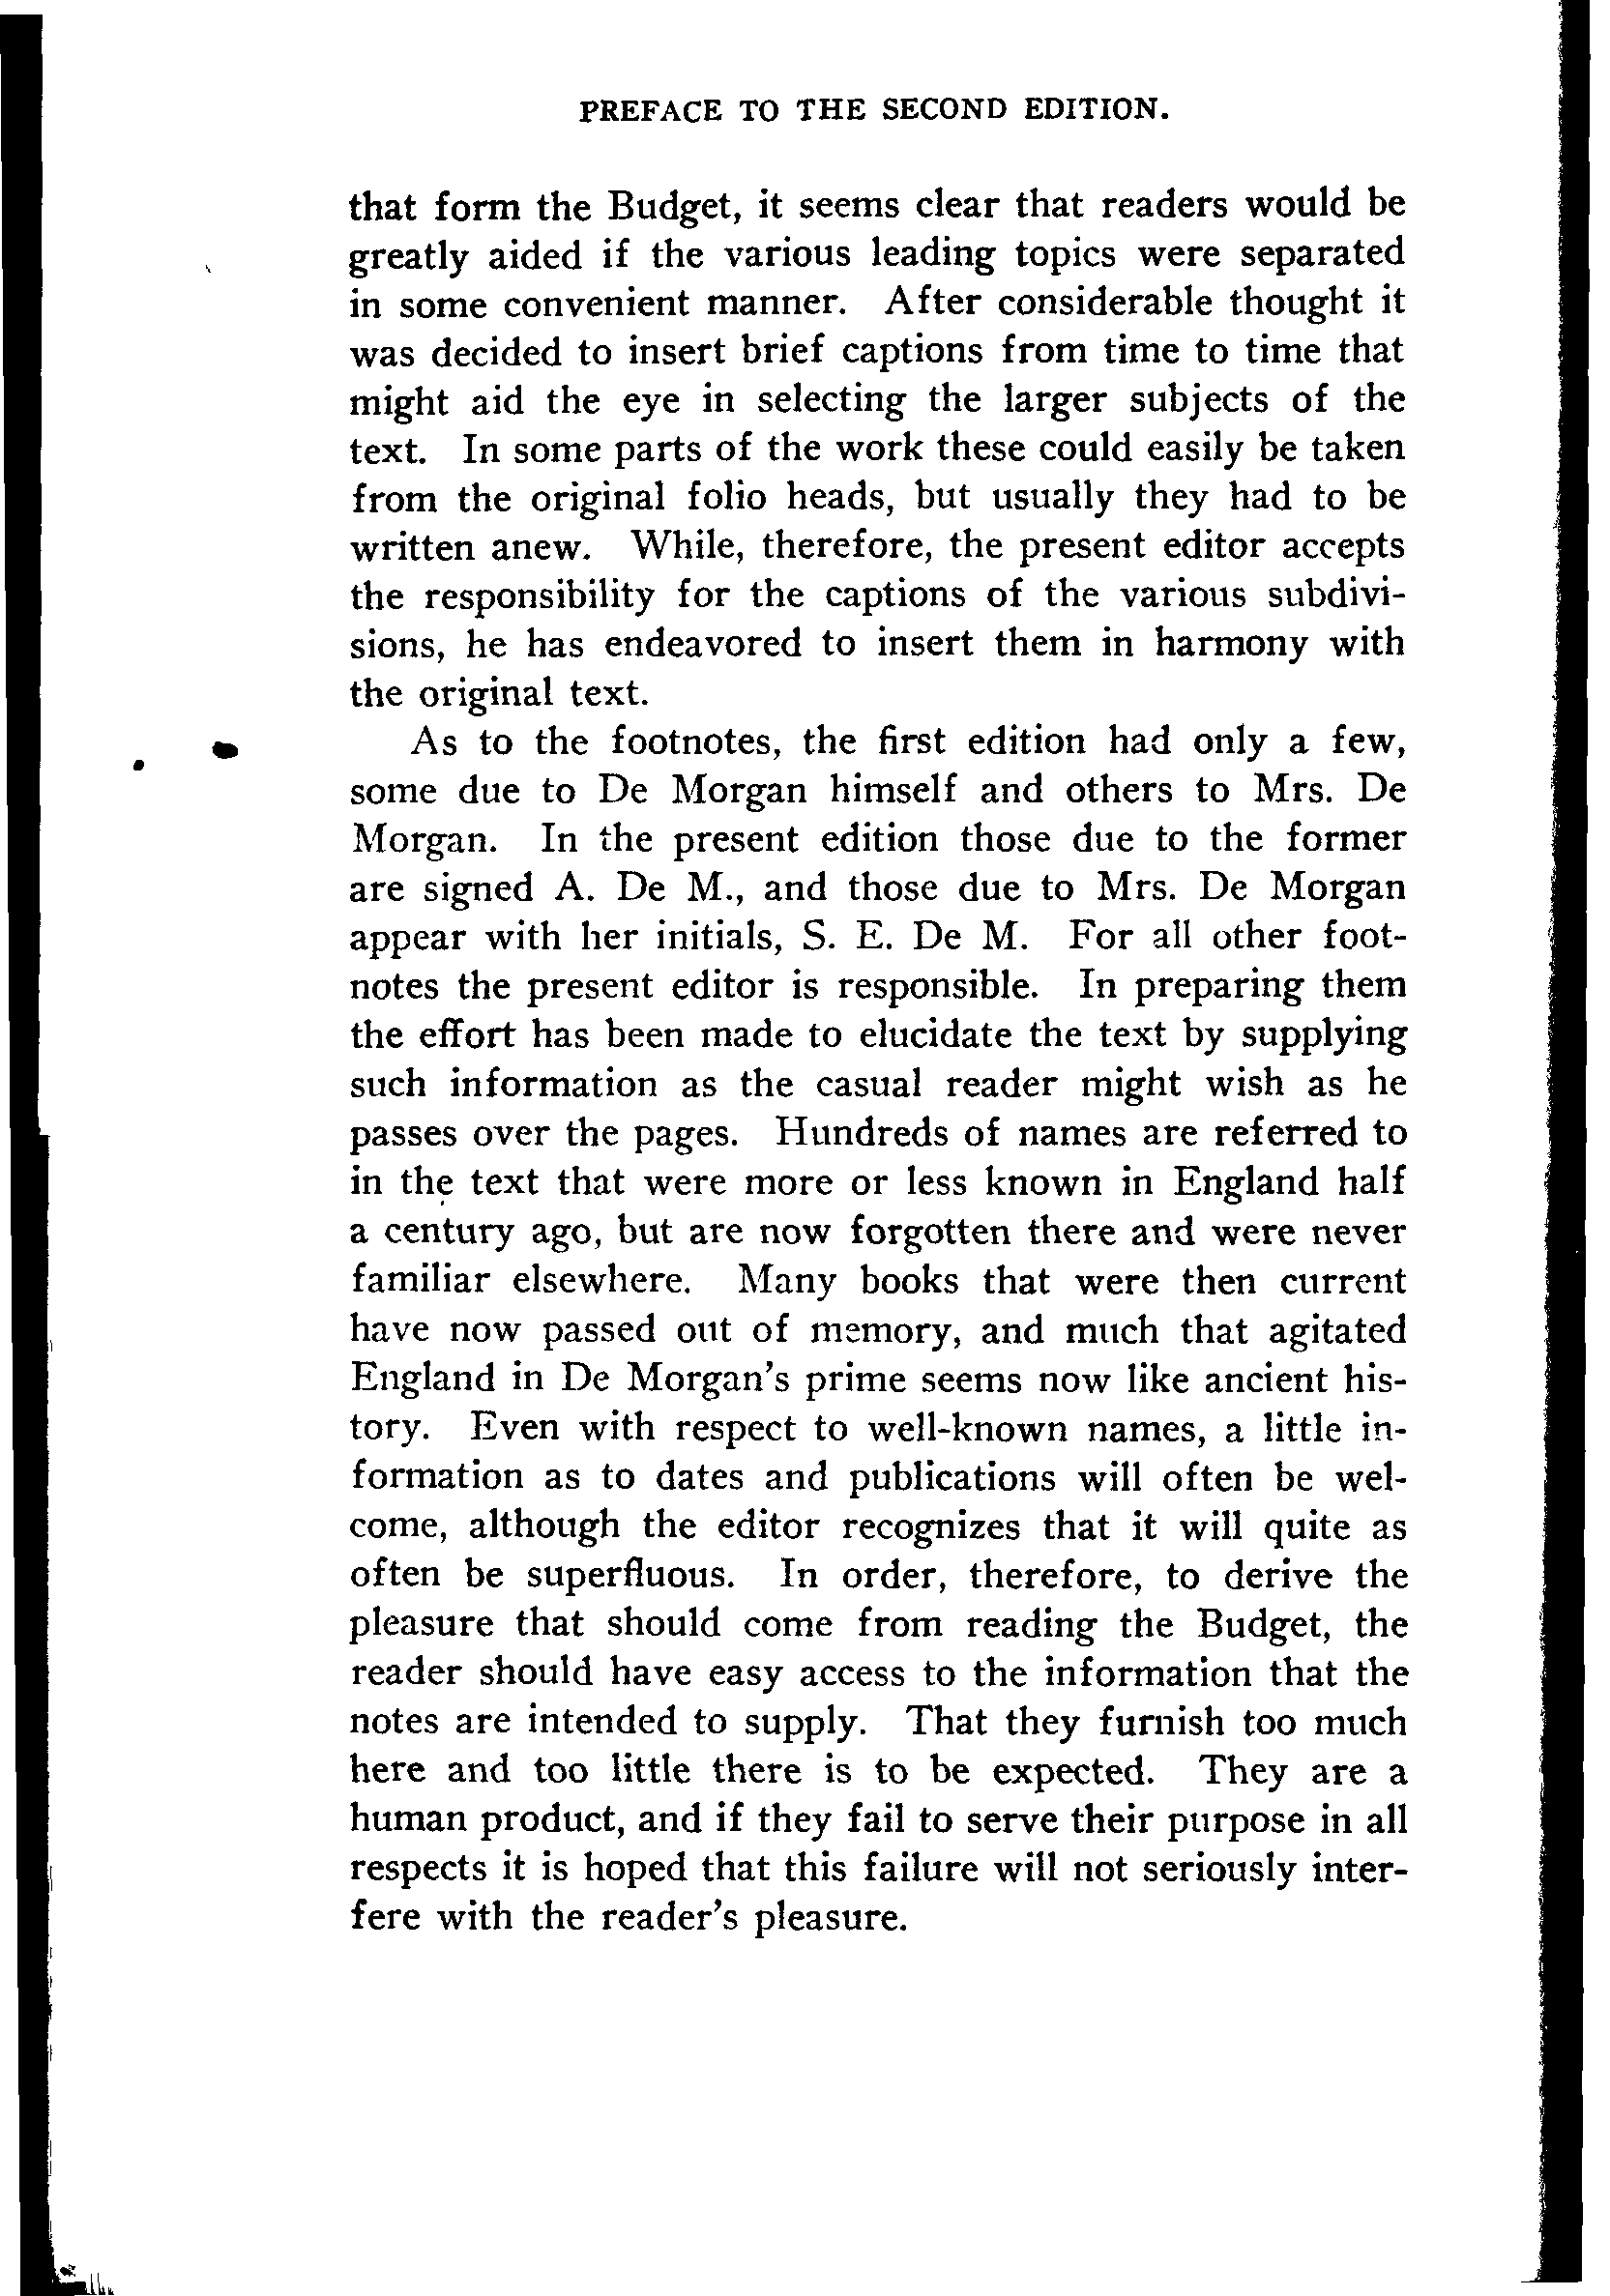 PREFACE TO THE SECOND EDITION.
that form the Budget, it seems clear that readers would be
greatly aided if the various leading topics were separated
in some convenient manner. After considerable thought it
was decided to insert brief captions from time to time that
might aid the eye in selecting the larger subjects of the
text. In some parts of the work these could easily be taken
from the original folio heads, but usually they had to be
written anew. While, therefore, the present editor accepts
the responsibility for the captions of the various subdivi-
sions, he has endeavored to insert them in harmony with
the original text.
As to the footnotes, the first edition had only a few,
some due to De Morgan himself and others to Mrs. De
Morgan. In the present edition those due to the former
are signed A. De M., and those due to Mrs. De Morgan
appear with her initials, S. E. De M. For all other foot-
notes the present editor is responsible. In preparing them
the effort has been made to elucidate the text by supplying
such information as the casual reader might wish as he
passes over the pages. Hundreds of names are referred to
in the text that were more or less known in England half
a century ago, but are now forgotten there and were never
familiar elsewhere. Many books that were then current
have now passed out of memory, and much that agitated
England in De Morgan's prime seems now like ancient his-
tory. Even with respect to well-known names, a little in-
formation as to dates and publications will often be wel-
come, although the editor recognizes that it will quite as
often be superfluous. In order, therefore, to derive the
pleasure that should come from reading the Budget, the
reader should have easy access to the information that the
notes are intended to supply. That they furnish too much
here and too little there is to be expected. They are a
human product, and if they fail to serve their purpose in all
respects it is hoped that this failure will not seriously inter-
fere with the reader's pleasure.